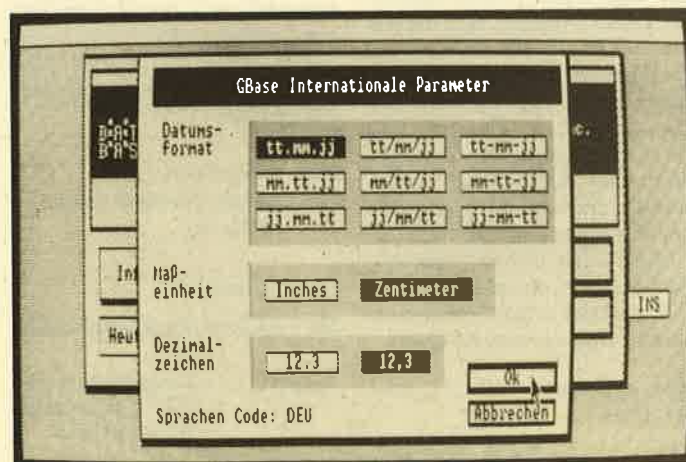 GBase Internationale Parameter
Datums-
Format
tt.mm.jj tt/mm/jj tt-mm-jj
mm.tt.jj mm/tt/jj mm-tt-jj
jj.mm.tt jj/mm/tt jj-mm-tt
Maß-
einheit
Inches Zentimeter
INS
Dezimal-
zeichen
12.3 12,3
Ok
Sprachen Code: DEU
Abbrechen